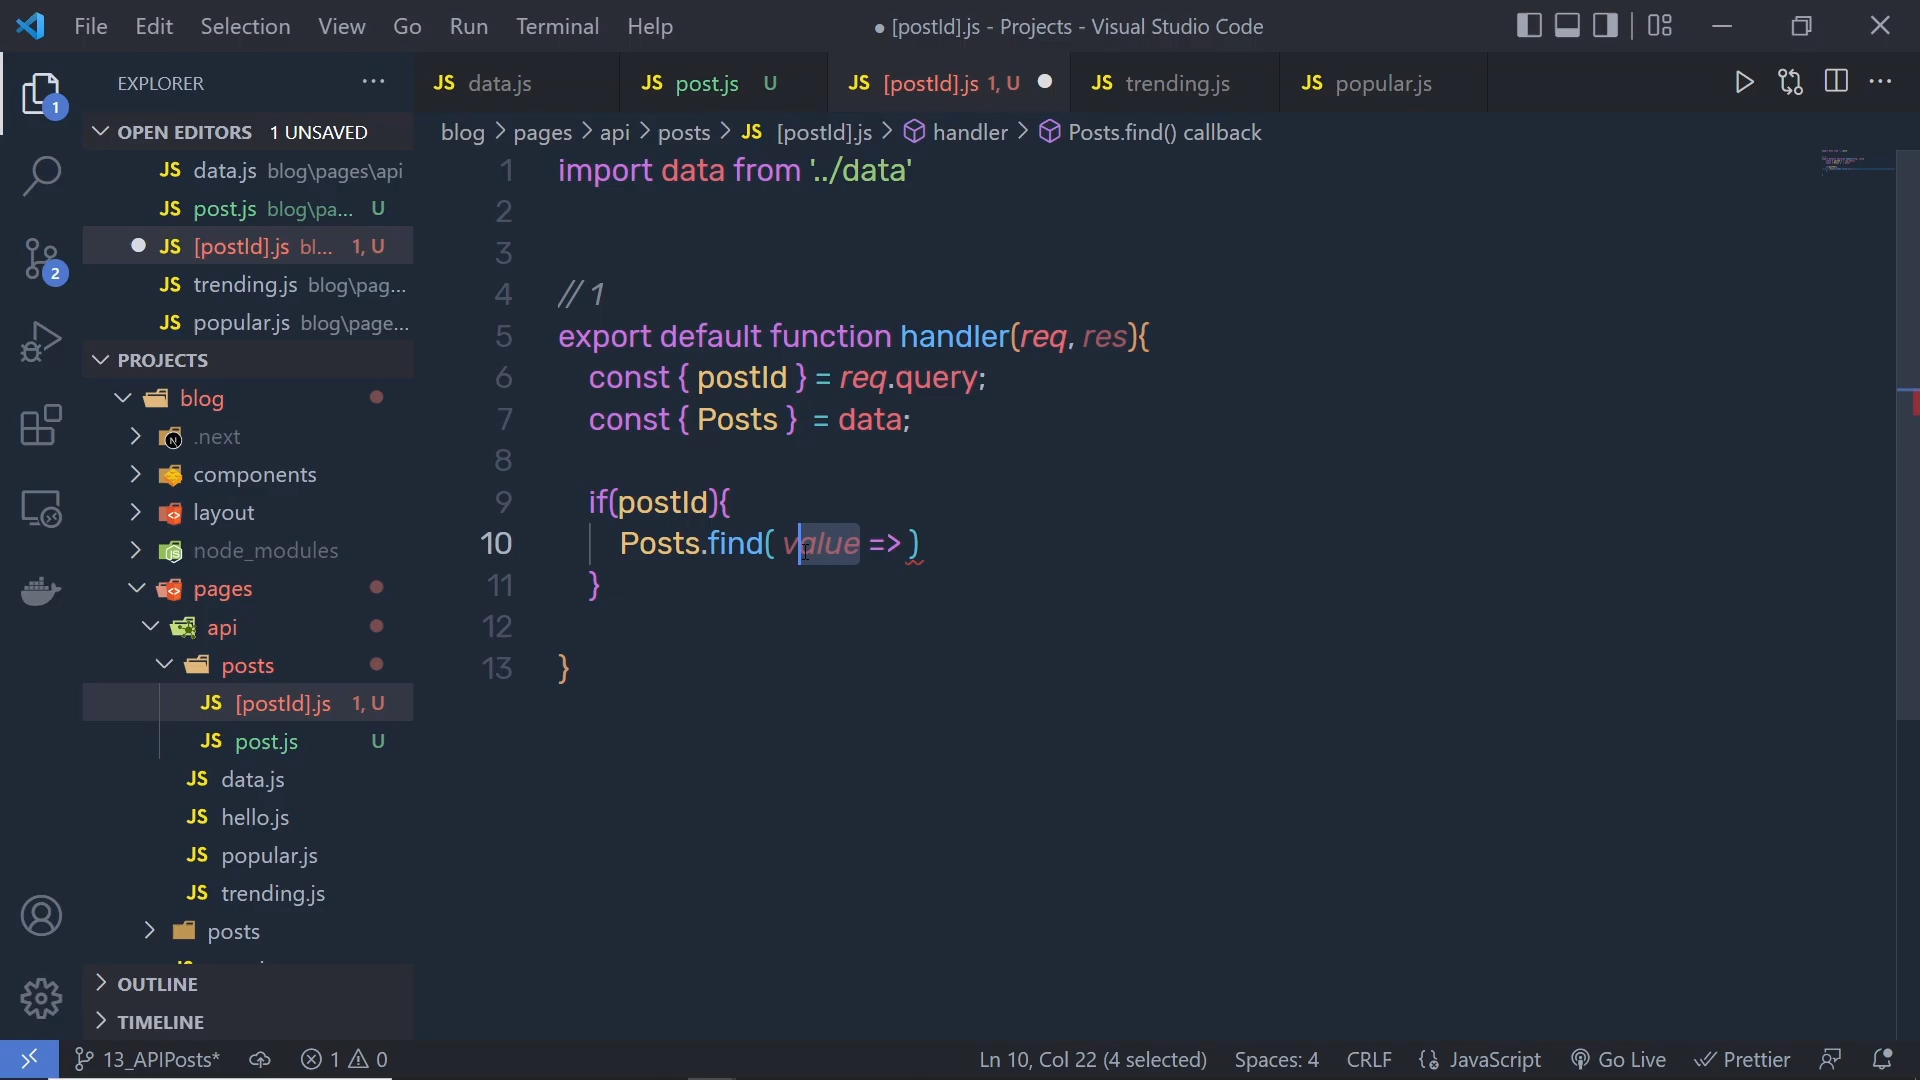 File Edit Selection View Go Run Terminal Help
● [postId].js - Projects - Visual Studio Code
EXPLORER
OPEN EDITORS 1 UNSAVED
JS data.js blog\pages\api
JS post.js blog\pa... U
JS [postId].js bl... 1, U
JS trending.js blog\pag...
JS popular.js blog\page...
PROJECTS
blog
.next
components
layout
node_modules
pages
api
posts
JS [postId].js 1, U
JS post.js U
JS data.js
JS hello.js
JS popular.js
JS trending.js
posts
OUTLINE
TIMELINE
JS data.js JS post.js U JS [postId].js 1, U JS trending.js JS popular.js
blog > pages > api > posts > JS [postId].js > handler > Posts.find() callback
1 import data from '../data'
2
3
4 // 1
5 export default function handler(req, res){
6 const { postId } = req.query;
7 const { Posts } = data;
8
9 if(postId){
10 Posts.find( value => )
11 }
12
13 }
1
2
13_APIPosts* 1 0 Ln 10, Col 22 (4 selected) Spaces: 4 CRLF JavaScript Go Live Prettier